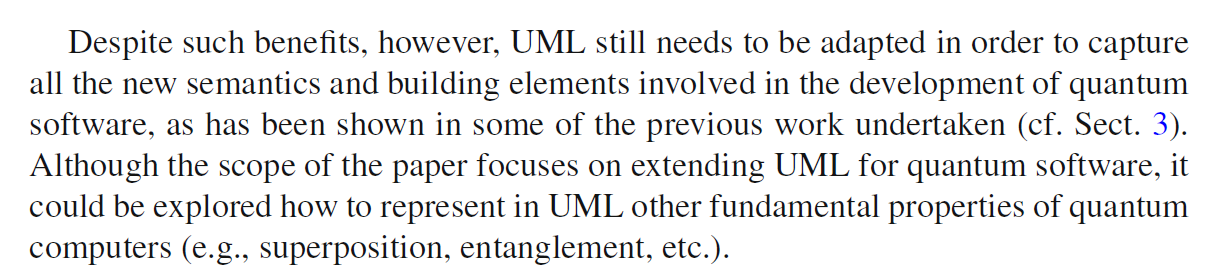 Despite such benefits, however, UML still needs to be adapted in order to capture
all the new semantics and building elements involved in the development of quantum
software, as has been shown in some of the previous work undertaken (cf. Sect. 3).
Although the scope of the paper focuses on extending UML for quantum software, it
could be explored how to represent in UML other fundamental properties of quantum
computers (e.g., superposition, entanglement, etc.).